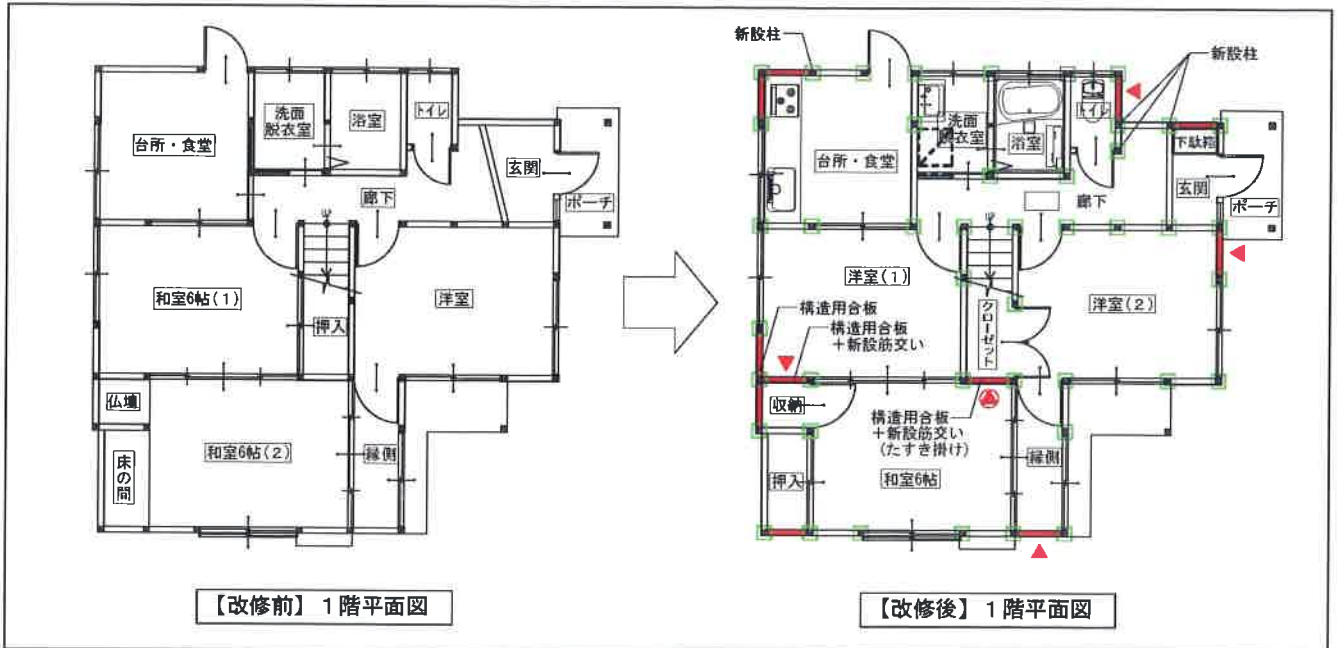 台所・食堂
洗面
脱衣室
浴室
トイレ
玄関
ポーチ
廊下
和室6帖(1)
押入
洋室
仏壇
和室6帖(2)
床の間
縁側
【改修前】1階平面図
新設柱
新設柱
台所・食堂
洗面
脱衣室
浴室
トイレ
下駄箱
玄関
ポーチ
廊下
洋室(1)
クローゼット
洋室(2)
構造用合板
構造用合板
+新設筋交い
収納
構造用合板
+新設筋交い
(たすき掛け)
押入
和室6帖
縁側
【改修後】1階平面図